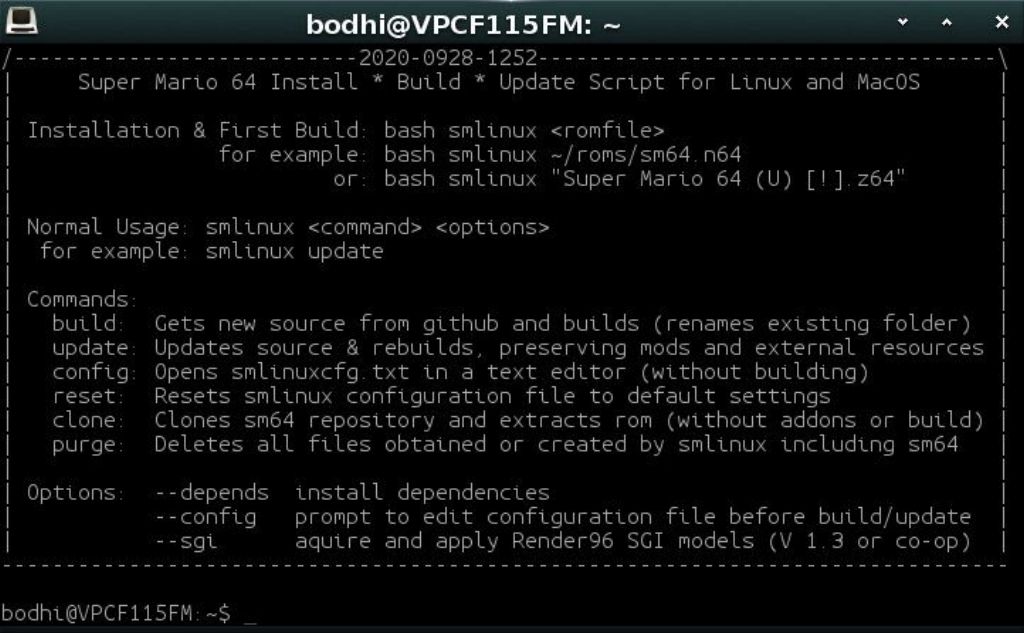 bodhi@VPCF115FM: ~
/---------------------------2020-0928-1252------------------------------------\
|     Super Mario 64 Install * Build * Update Script for Linux and MacOS      |
|                                                                             |
| Installation & First Build: bash smlinux <romfile>                          |
|                for example: bash smlinux ~/roms/sm64.n64                    |
|                         or: bash smlinux "Super Mario 64 (U) [!].z64"       |
|                                                                             |
| Normal Usage: smlinux <command> <options>                                   |
|  for example: smlinux update                                                |
|                                                                             |
| Commands:                                                                   |
|   build:  Gets new source from github and builds (renames existing folder)  |
|   update: Updates source & rebuilds, preserving mods and external resources |
|   config: Opens smlinuxcfg.txt in a text editor (without building)          |
|   reset:  Resets smlinux configuration file to default settings             |
|   clone:  Clones sm64 repository and extracts rom (without addons or build) |
|   purge:  Deletes all files obtained or created by smlinux including sm64   |
|                                                                             |
| Options:  --depends  install dependencies                                   |
|           --config   prompt to edit configuration file before build/update  |
|           --sgi      aquire and apply Render96 SGI models (V 1.3 or co-op)  |
-------------------------------------------------------------------------------
bodhi@VPCF115FM:~$ _